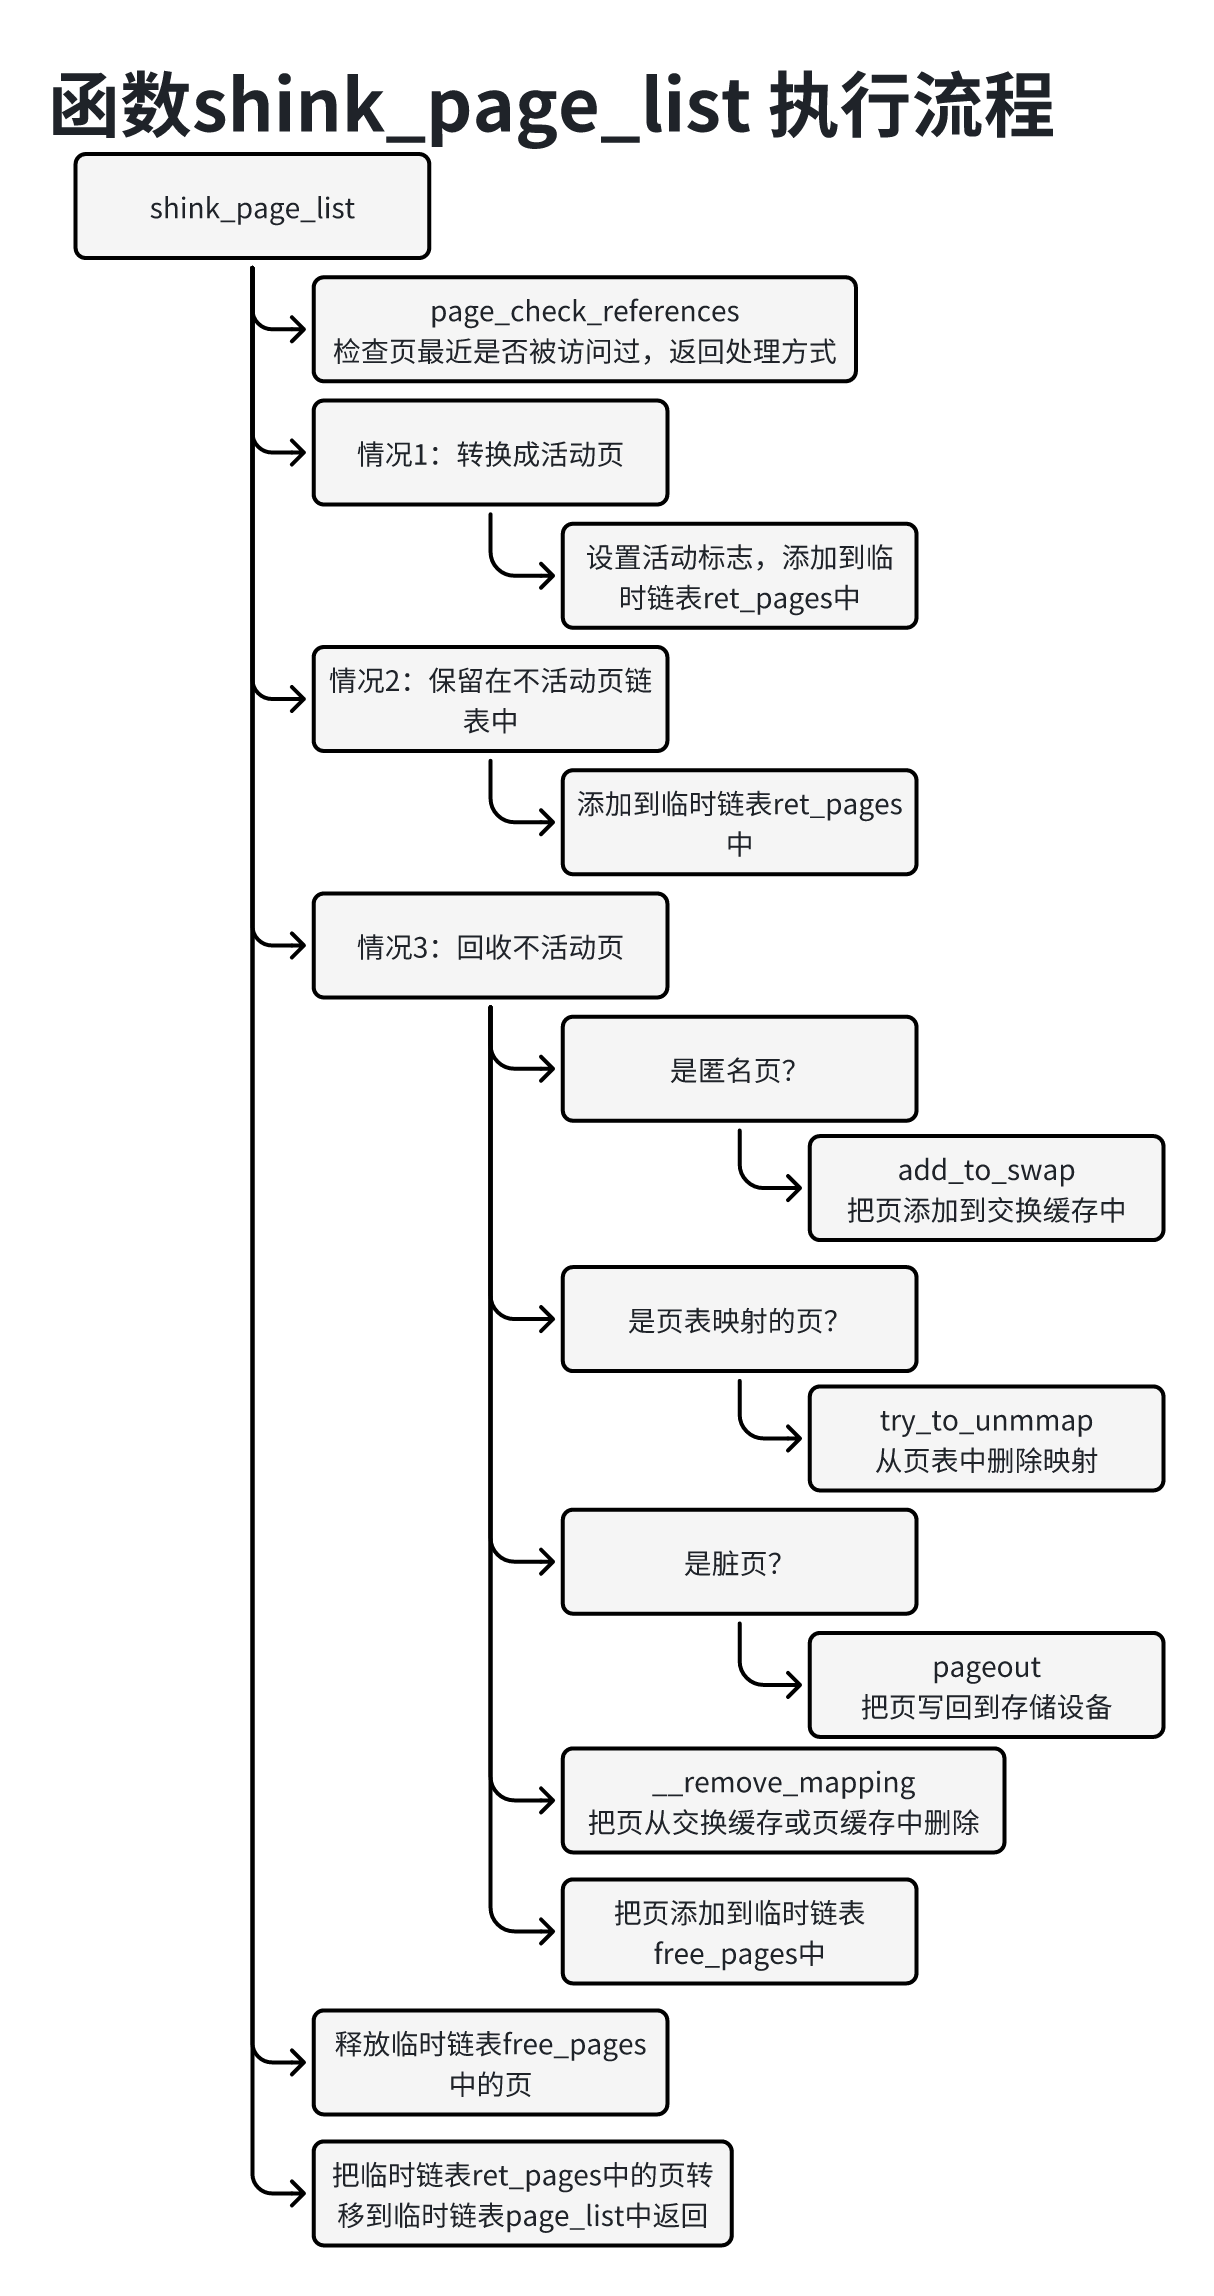 函数shink_page_list 执行流程
shink_page_list
page_check_references
检查页最近是否被访问过，返回处理方式
情况1：转换成活动页
设置活动标志，添加到临
时链表ret_pages中
情况2：保留在不活动页链
表中
添加到临时链表ret_pages
中
情况3：回收不活动页
是匿名页？
add_to_swap
把页添加到交换缓存中
是页表映射的页？
try_to_unmmap
从页表中删除映射
是脏页？
pageout
把页写回到存储设备
__remove_mapping
把页从交换缓存或页缓存中删除
把页添加到临时链表
free_pages中
释放临时链表free_pages
中的页
把临时链表ret_pages中的页转
移到临时链表page_list中返回